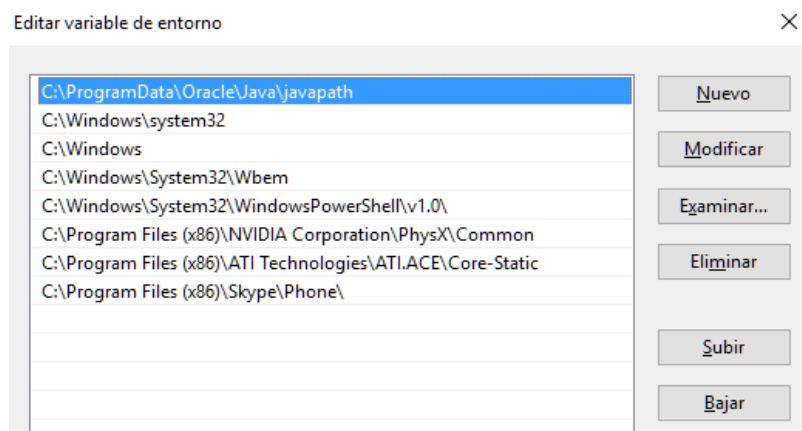 Editar variable de entorno
C:\ProgramData\Oracle\Java\javapath
C:\Windows\system32
C:\Windows
C:\Windows\System32\Wbem
C:\Windows\System32\WindowsPowerShell\v1.0\
C:\Program Files (x86)\NVIDIA Corporation\PhysX\Common
C:\Program Files (x86)\ATI Technologies\ATI.ACE\Core-Static
C:\Program Files (x86)\Skype\Phone\
Nuevo
Modificar
Examinar...
Eliminar
Subir
Bajar